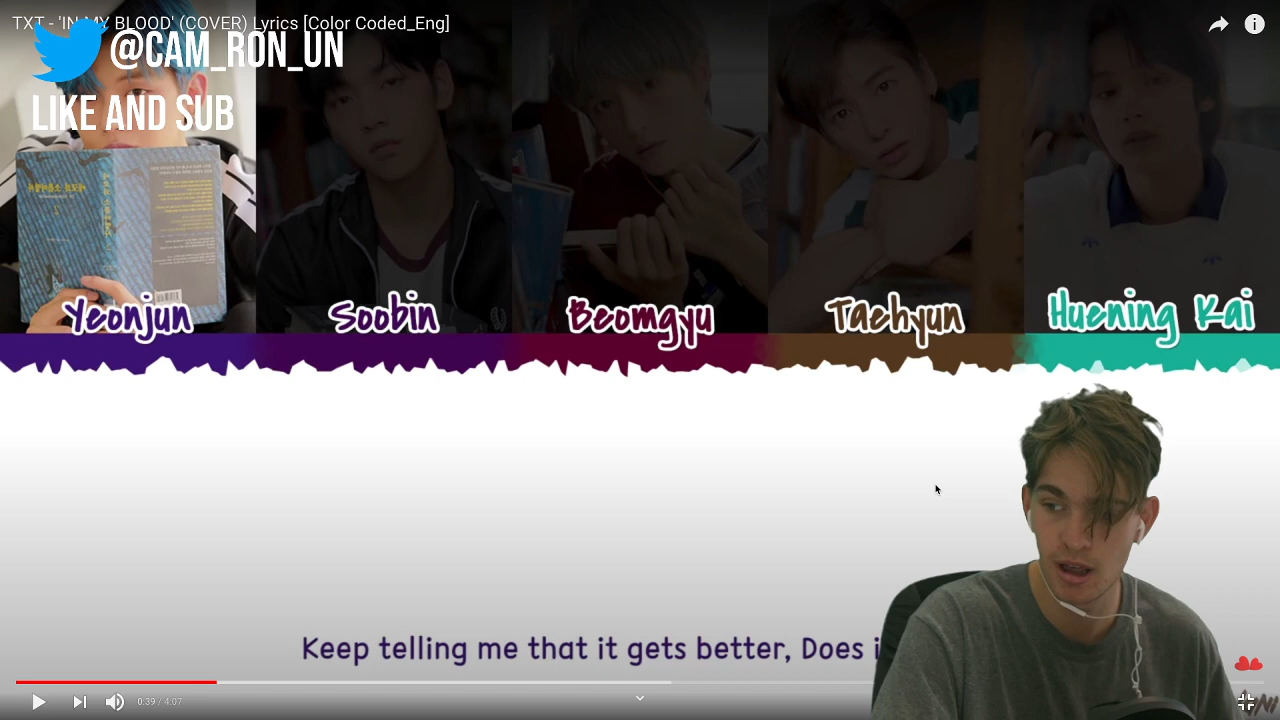 TXT - 'IN MY BLOOD' (COVER) Lyrics [Color Coded_Eng]
@CAM_RON_UN
LIKE AND SUB
Yeonjun Soobin Beomgyu Taehyun Huening Kai
Keep telling me that it gets better, Does i
0:39 / 4:07